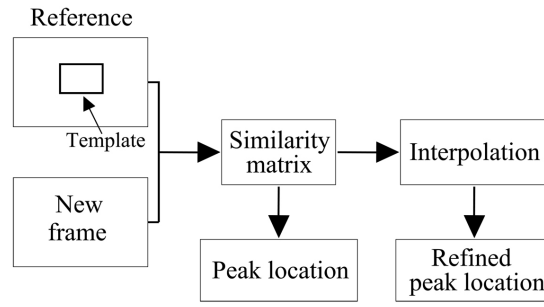 Reference
Template
New
frame
Similarity
matrix
Interpolation
Peak location
Refined
peak location